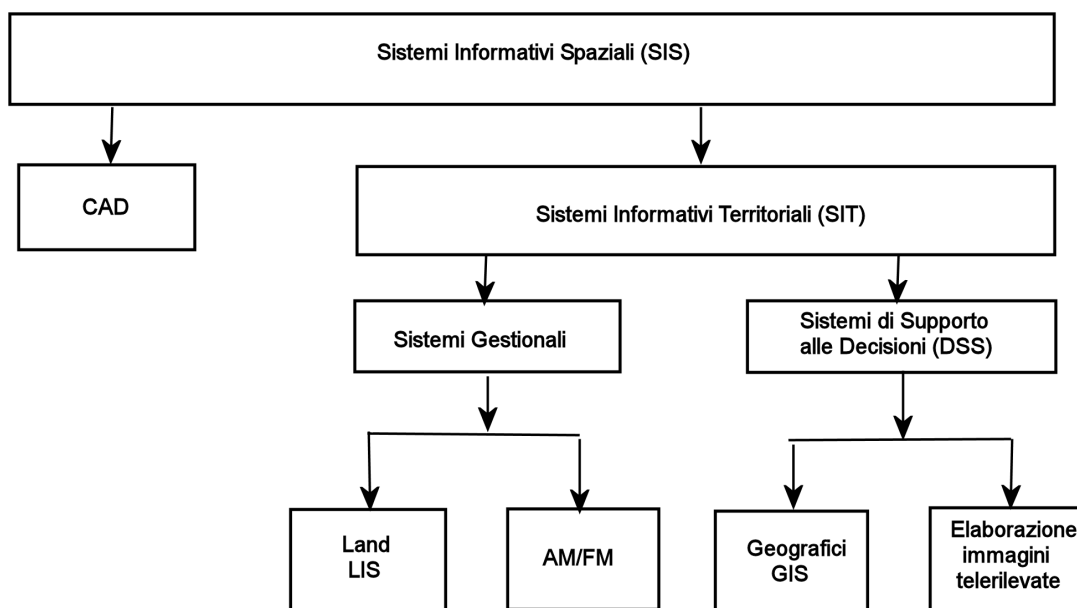 Sistemi Informativi Spaziali (SIS)
CAD
Sistemi Informativi Territoriali (SIT)
Sistemi Gestionali
Sistemi di Supporto
alle Decisioni (DSS)
Land
LIS
AM/FM
Geografici
GIS
Elaborazione
immagini
telerilevate